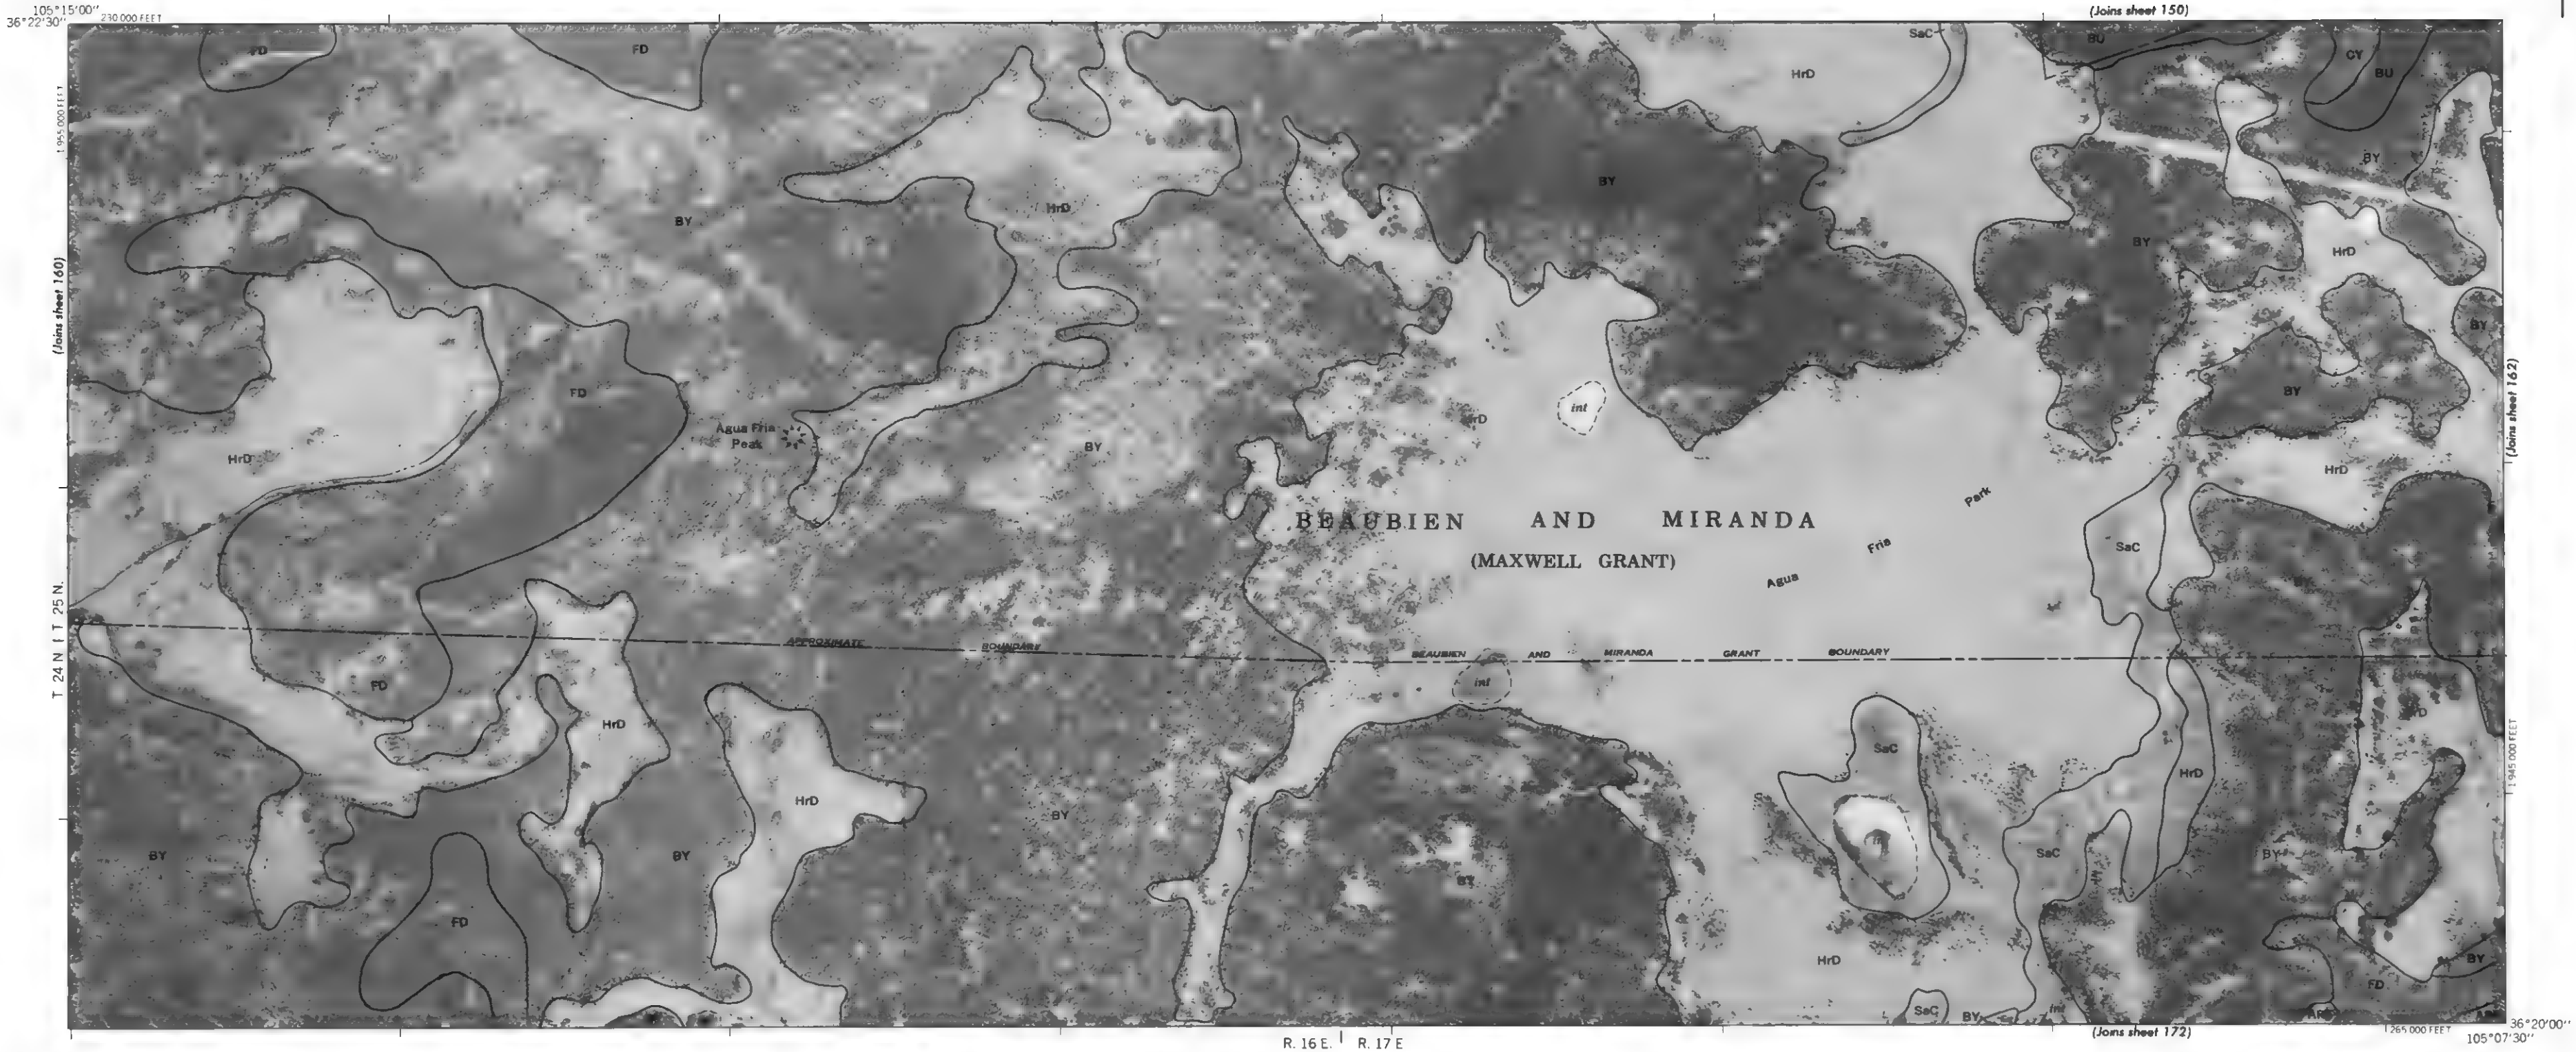 105°15'00"
36°22'30"
230 000 FEET
(Joins sheet 150)
FD
FD
SaC
HrD
BU
CY
BU
1 955 000 FEET
BY
BY
BY
HrD
BY
HrD
(Joins sheet 160)
BY
FD
BY
(Joins sheet 162)
int
HrD
Agua Fria
Peak
BY
HrD
HrD
Park
BEAUBIEN AND MIRANDA
(MAXWELL GRANT)
Fria
SaC
Agua
BY
T 24 N | T 25 N.
APPROXIMATE BOUNDARY
BEAUBIEN AND MIRANDA GRANT BOUNDARY
FD
int
HrD
HrD
SaC
HrD
1 945 000 FEET
HrD
BY
BY
BY
SaC
BY
BY
FD
HrD
BY
FD
SaC
BY
int
(Joins sheet 172)
265 000 FEET
36°20'00"
105°07'30"
R. 16 E. | R. 17 E